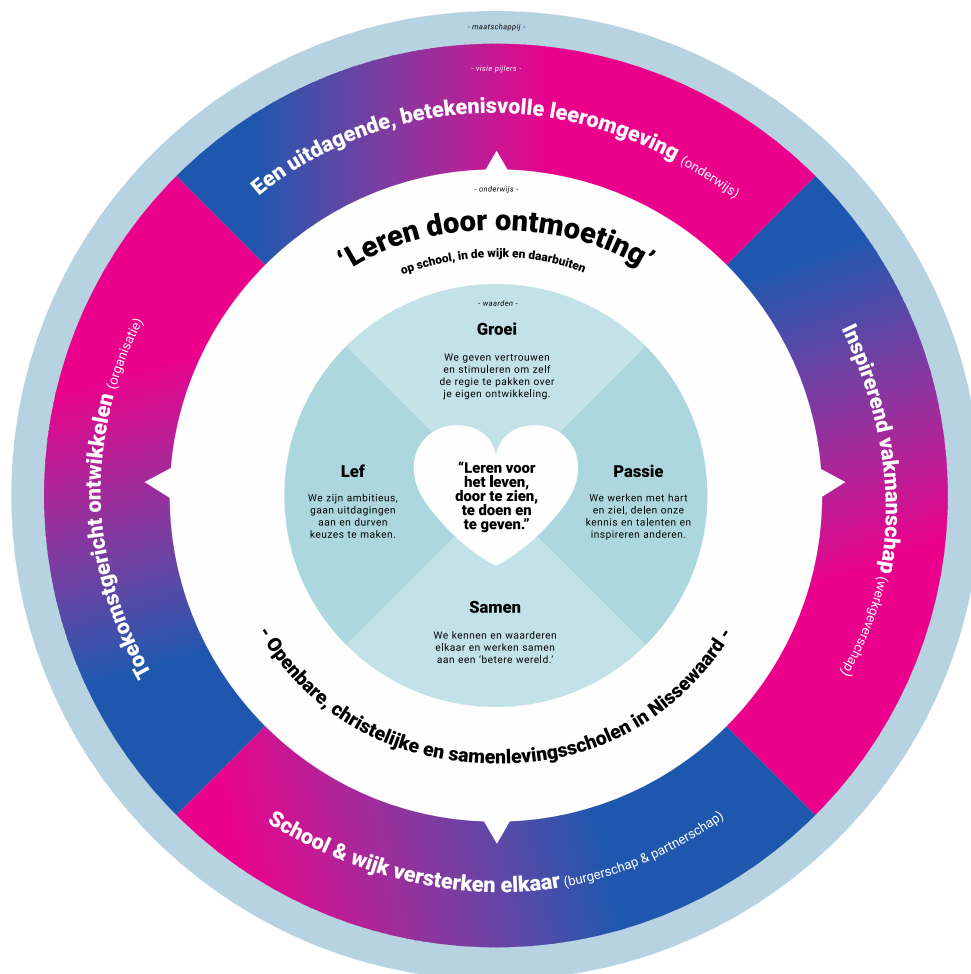 - maatschappij -
- visie pijlers -
Een uitdagende, betekenisvolle leeromgeving (onderwijs)
- onderwijs -
‘Leren door ontmoeting’
op school, in de wijk en daarbuiten
- waarden -
Groei
We geven vertrouwen
en stimuleren om zelf
de regie te pakken over
je eigen ontwikkeling.
Toekomstgericht ontwikkelen (organisatie)
Lef
We zijn ambitieus,
gaan uitdagingen
aan en durven
keuzes te maken.
“Leren voor
het leven,
door te zien,
te doen en
te geven.”
Passie
We werken met hart
en ziel, delen onze
kennis en talenten en
inspireren anderen.
Inspirerend vakmanschap (werkgeverschap)
Samen
We kennen en waarderen
elkaar en werken samen
aan een ‘betere wereld.’
- Openbare, christelijke en samenlevingsscholen in Nissewaard -
School & wijk versterken elkaar (burgerschap & partnerschap)